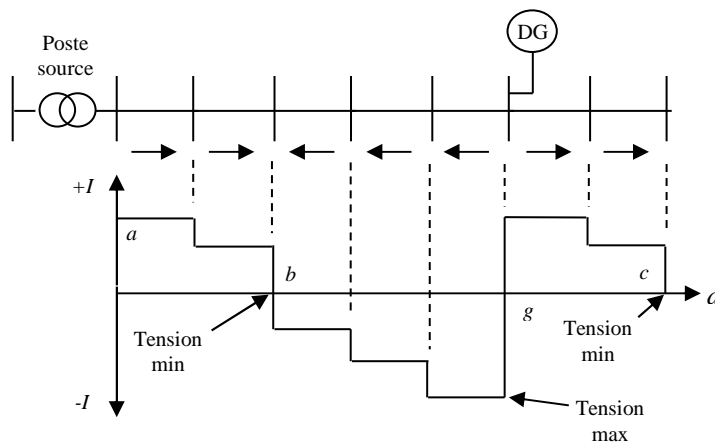 Poste
source
DG
+I
a
b
c
d
g
Tension
min
Tension
min
-I
Tension
max